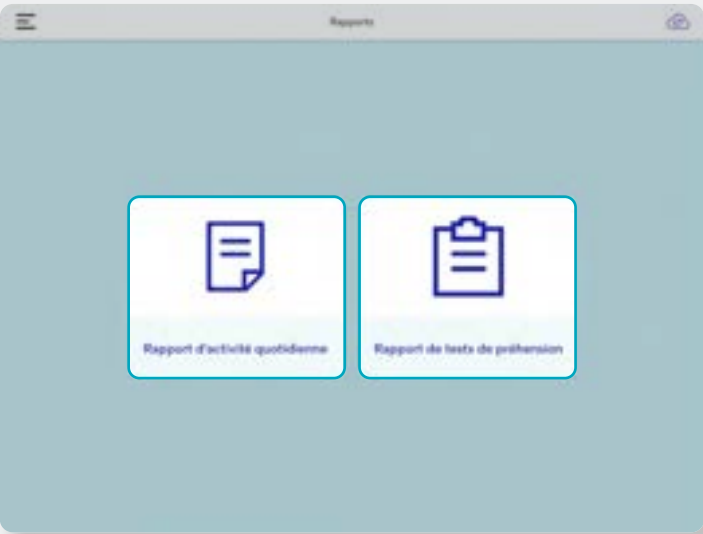 Rapports
Rapport d'activité quotidienne
Rapport de tests de préhension